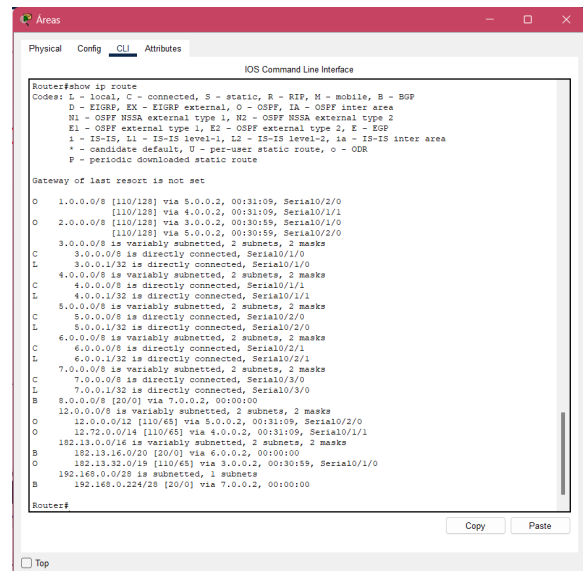 Áreas
Physical Config CLI Attributes
IOS Command Line Interface
Router#show ip route
Codes: L - local, C - connected, S - static, R - RIP, M - mobile, B - BGP
D - EIGRP, EX - EIGRP external, O - OSPF, IA - OSPF inter area
N1 - OSPF NSSA external type 1, N2 - OSPF NSSA external type 2
E1 - OSPF external type 1, E2 - OSPF external type 2, E - EGP
i - IS-IS, L1 - IS-IS level-1, L2 - IS-IS level-2, ia - IS-IS inter area
* - candidate default, U - per-user static route, o - ODR
P - periodic downloaded static route
Gateway of last resort is not set
O 1.0.0.0/8 [110/128] via 5.0.0.2, 00:31:09, Serial0/2/0
[110/128] via 4.0.0.2, 00:31:09, Serial0/1/1
O 2.0.0.0/8 [110/128] via 3.0.0.2, 00:30:59, Serial0/1/0
[110/128] via 5.0.0.2, 00:30:59, Serial0/2/0
3.0.0.0/8 is variably subnetted, 2 subnets, 2 masks
C 3.0.0.0/8 is directly connected, Serial0/1/0
L 3.0.0.1/32 is directly connected, Serial0/1/0
4.0.0.0/8 is variably subnetted, 2 subnets, 2 masks
C 4.0.0.0/8 is directly connected, Serial0/1/1
L 4.0.0.1/32 is directly connected, Serial0/1/1
5.0.0.0/8 is variably subnetted, 2 subnets, 2 masks
C 5.0.0.0/8 is directly connected, Serial0/2/0
L 5.0.0.1/32 is directly connected, Serial0/2/0
6.0.0.0/8 is variably subnetted, 2 subnets, 2 masks
C 6.0.0.0/8 is directly connected, Serial0/2/1
L 6.0.0.1/32 is directly connected, Serial0/2/1
7.0.0.0/8 is variably subnetted, 2 subnets, 2 masks
C 7.0.0.0/8 is directly connected, Serial0/3/0
L 7.0.0.1/32 is directly connected, Serial0/3/0
B 8.0.0.0/8 [20/0] via 7.0.0.2, 00:00:00
12.0.0.0/8 is variably subnetted, 2 subnets, 2 masks
O 12.0.0.0/12 [110/65] via 5.0.0.2, 00:31:09, Serial0/2/0
O 12.72.0.0/14 [110/65] via 4.0.0.2, 00:31:09, Serial0/1/1
182.13.0.0/16 is variably subnetted, 2 subnets, 2 masks
B 182.13.16.0/20 [20/0] via 6.0.0.2, 00:00:00
O 182.13.32.0/19 [110/65] via 3.0.0.2, 00:30:59, Serial0/1/0
192.168.0.0/28 is subnetted, 1 subnets
B 192.168.0.224/28 [20/0] via 7.0.0.2, 00:00:00
Router#
Copy Paste
Top